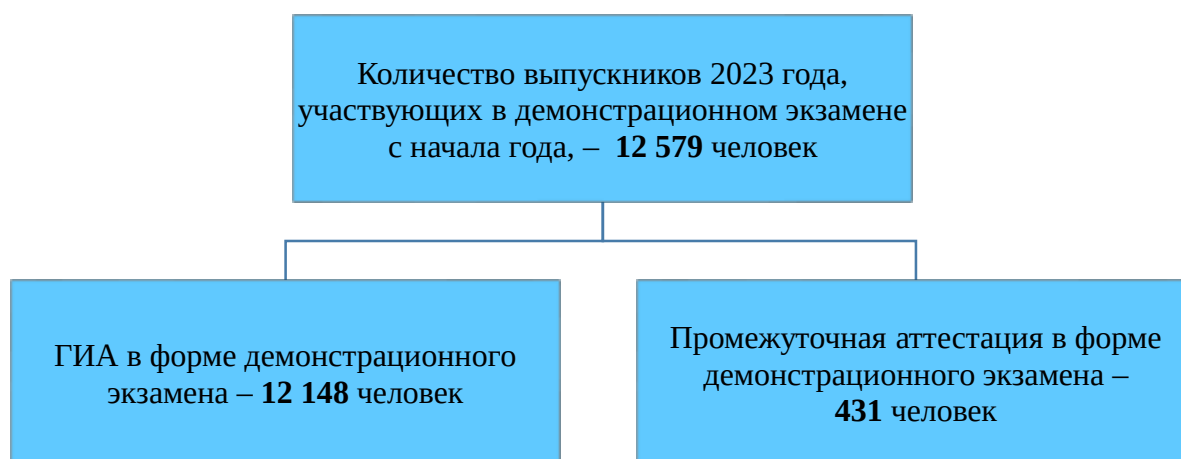 Количество выпускников 2023 года,
участвующих в демонстрационном экзамене
с начала года, – 12 579 человек
ГИА в форме демонстрационного
экзамена – 12 148 человек
Промежуточная аттестация в форме
демонстрационного экзамена –
431 человек